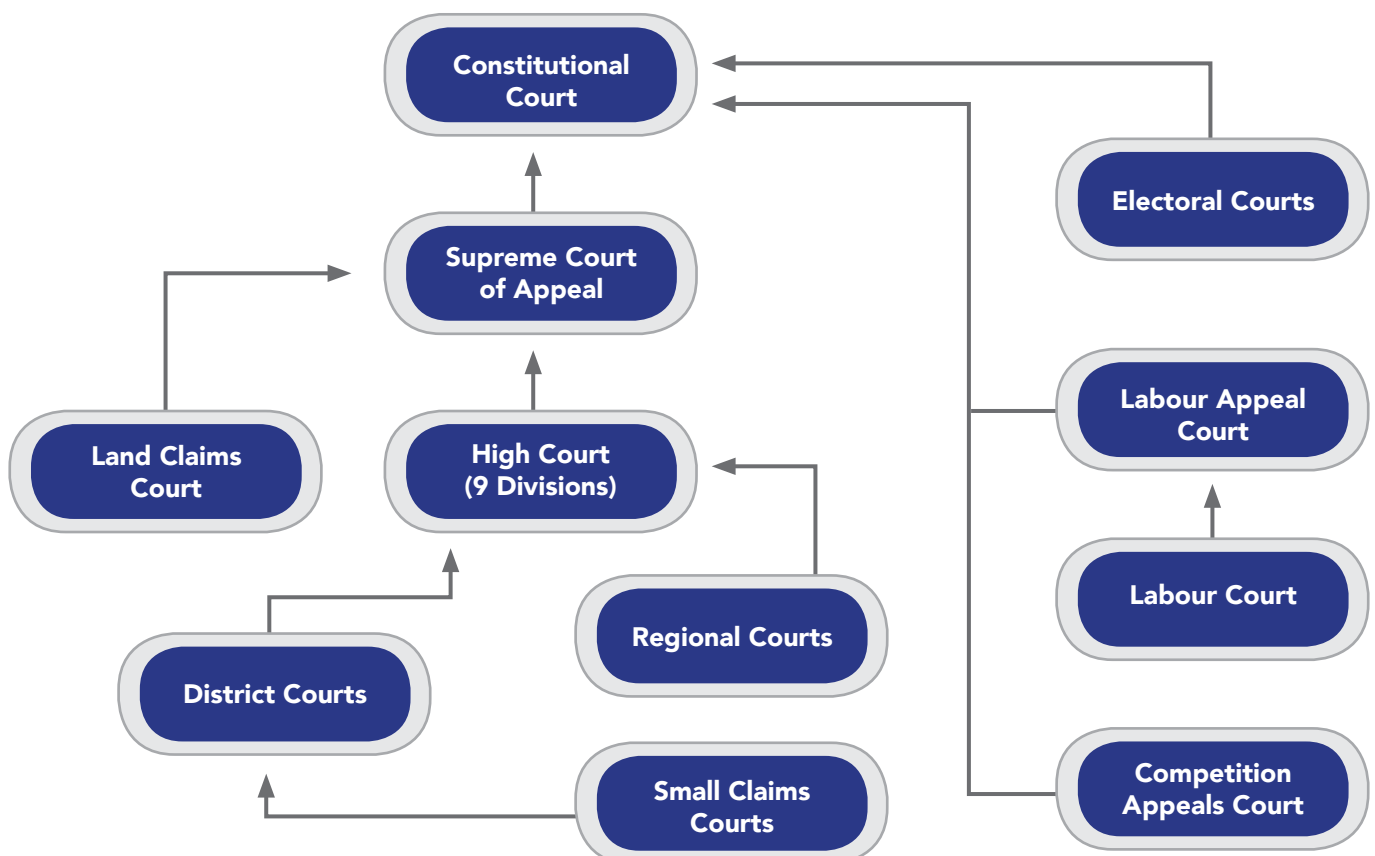 Constitutional
Court
Electoral Courts
Supreme Court
of Appeal
Labour Appeal
Court
Land Claims
Court
High Court
(9 Divisions)
Labour Court
Regional Courts
District Courts
Small Claims
Courts
Competition
Appeals Court